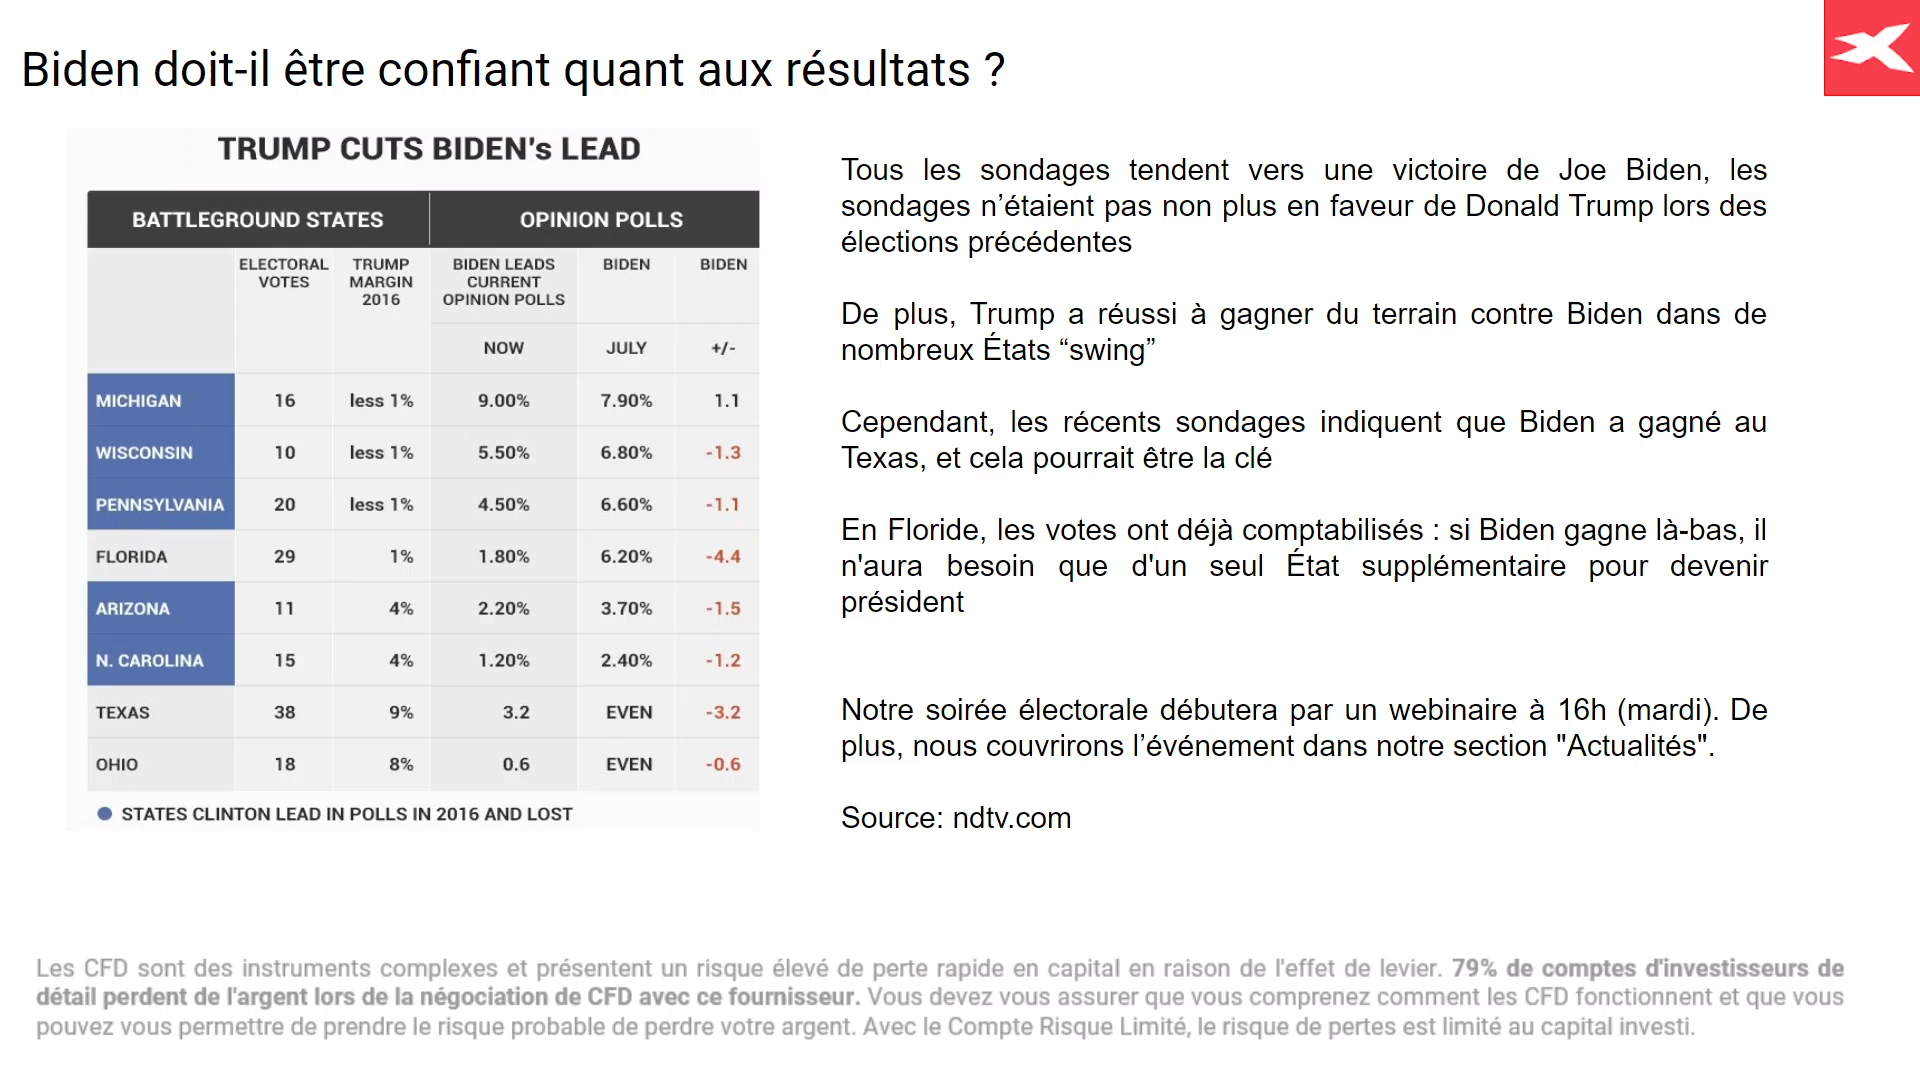 Biden doit-il être confiant quant aux résultats ?
TRUMP CUTS BIDEN's LEAD
BATTLEGROUND STATES OPINION POLLS
ELECTORAL VOTES TRUMP MARGIN 2016 BIDEN LEADS CURRENT OPINION POLLS BIDEN BIDEN
NOW JULY +/-
MICHIGAN 16 less 1% 9.00% 7.90% 1.1
WISCONSIN 10 less 1% 5.50% 6.80% -1.3
PENNSYLVANIA 20 less 1% 4.50% 6.60% -1.1
FLORIDA 29 1% 1.80% 6.20% -4.4
ARIZONA 11 4% 2.20% 3.70% -1.5
N. CAROLINA 15 4% 1.20% 2.40% -1.2
TEXAS 38 9% 3.2 EVEN -3.2
OHIO 18 8% 0.6 EVEN -0.6
STATES CLINTON LEAD IN POLLS IN 2016 AND LOST
Tous les sondages tendent vers une victoire de Joe Biden, les
sondages n’étaient pas non plus en faveur de Donald Trump lors des
élections précédentes
De plus, Trump a réussi à gagner du terrain contre Biden dans de
nombreux États “swing”
Cependant, les récents sondages indiquent que Biden a gagné au
Texas, et cela pourrait être la clé
En Floride, les votes ont déjà comptabilisés : si Biden gagne là-bas, il
n'aura besoin que d'un seul État supplémentaire pour devenir
président
Notre soirée électorale débutera par un webinaire à 16h (mardi). De
plus, nous couvrirons l’événement dans notre section "Actualités".
Source: ndtv.com
Les CFD sont des instruments complexes et présentent un risque élevé de perte rapide en capital en raison de l'effet de levier. 79% de comptes d'investisseurs de
détail perdent de l'argent lors de la négociation de CFD avec ce fournisseur. Vous devez vous assurer que vous comprenez comment les CFD fonctionnent et que vous
pouvez vous permettre de prendre le risque probable de perdre votre argent. Avec le Compte Risque Limité, le risque de pertes est limité au capital investi.